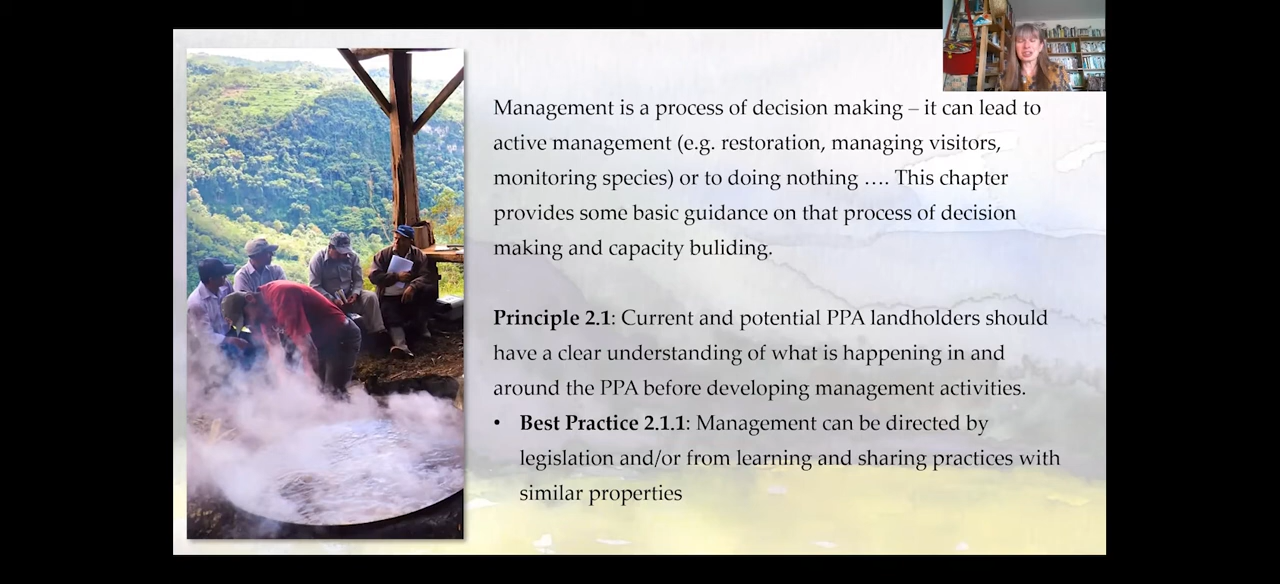 Management is a process of decision making – it can lead to
active management (e.g. restoration, managing visitors,
monitoring species) or to doing nothing …. This chapter
provides some basic guidance on that process of decision
making and capacity buliding.
Principle 2.1: Current and potential PPA landholders should
have a clear understanding of what is happening in and
around the PPA before developing management activities.
• Best Practice 2.1.1: Management can be directed by
legislation and/or from learning and sharing practices with
similar properties